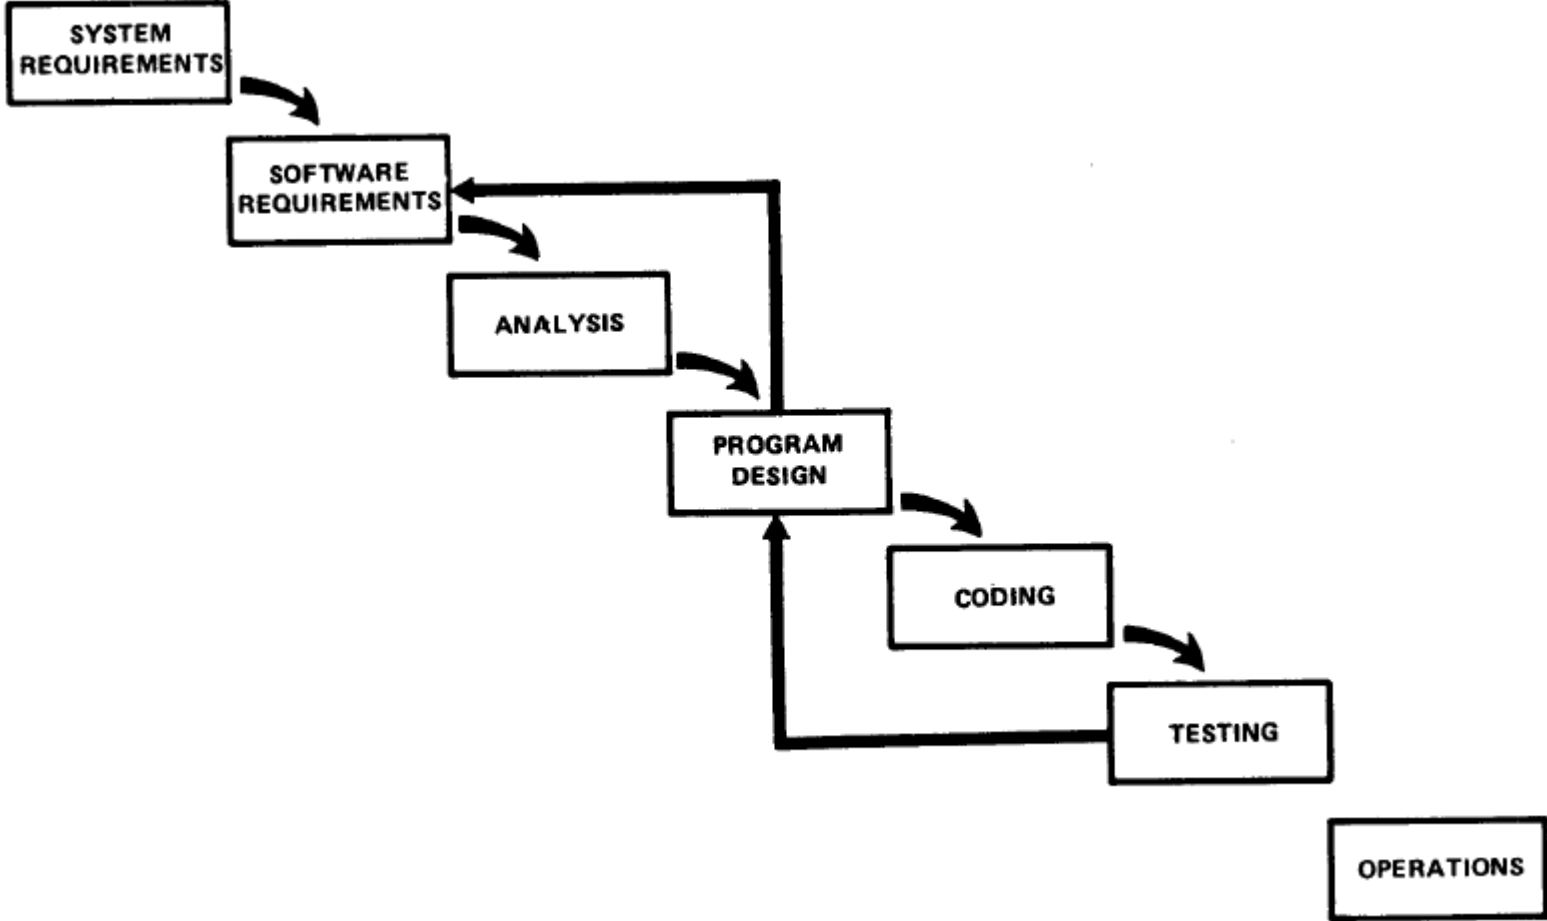 SYSTEM
REQUIREMENTS
SOFTWARE
REQUIREMENTS
ANALYSIS
PROGRAM
DESIGN
CODING
TESTING
OPERATIONS